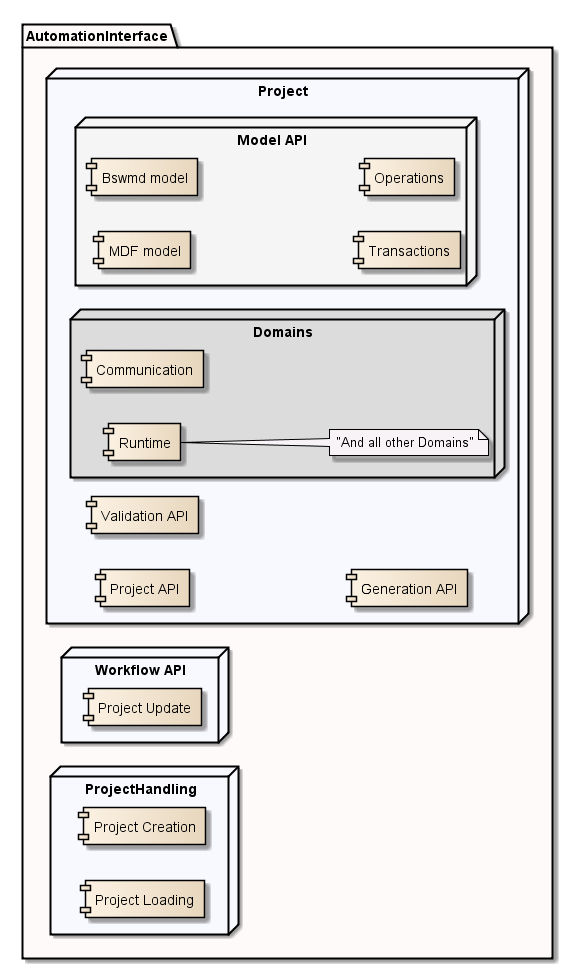 AutomationInterface
Project
Model API
Bswmd model
Operations
MDF model
Transactions
Domains
Communication
Runtime
"And all other Domains"
Validation API
Project API
Generation API
Workflow API
Project Update
ProjectHandling
Project Creation
Project Loading